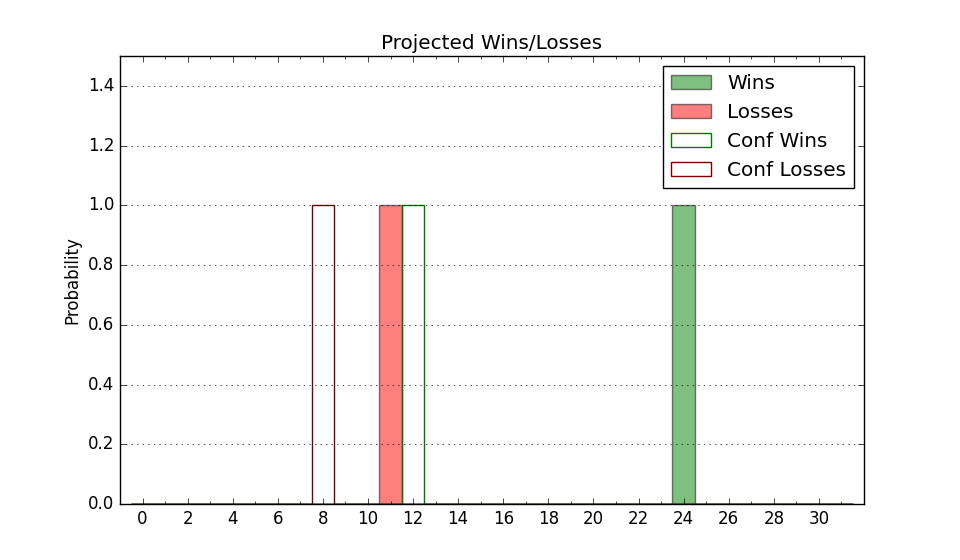 Projected Wins/Losses
Wins
Losses
Conf Wins
Conf Losses
Probability
1.4
1.2
1.0
0.8
0.6
0.4
0.2
0.0
0 2 4 6 8 10 12 14 16 18 20 22 24 26 28 30